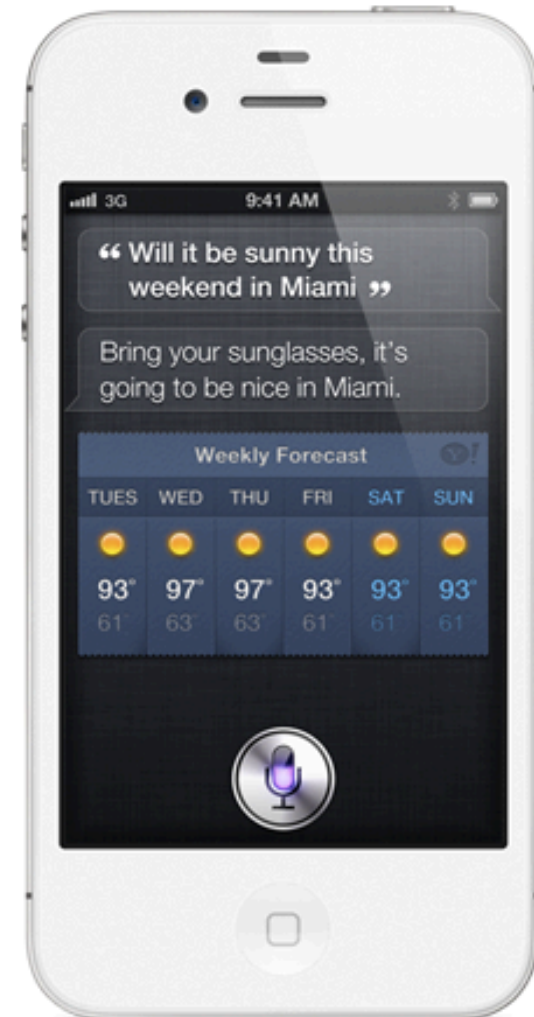 3G 9:41 AM
“ Will it be sunny this
weekend in Miami ”
Bring your sunglasses, it’s
going to be nice in Miami.
Weekly Forecast Y!
TUES WED THU FRI SAT SUN
93° 97° 97° 93° 93° 93°
61° 63° 63° 61° 61° 61°